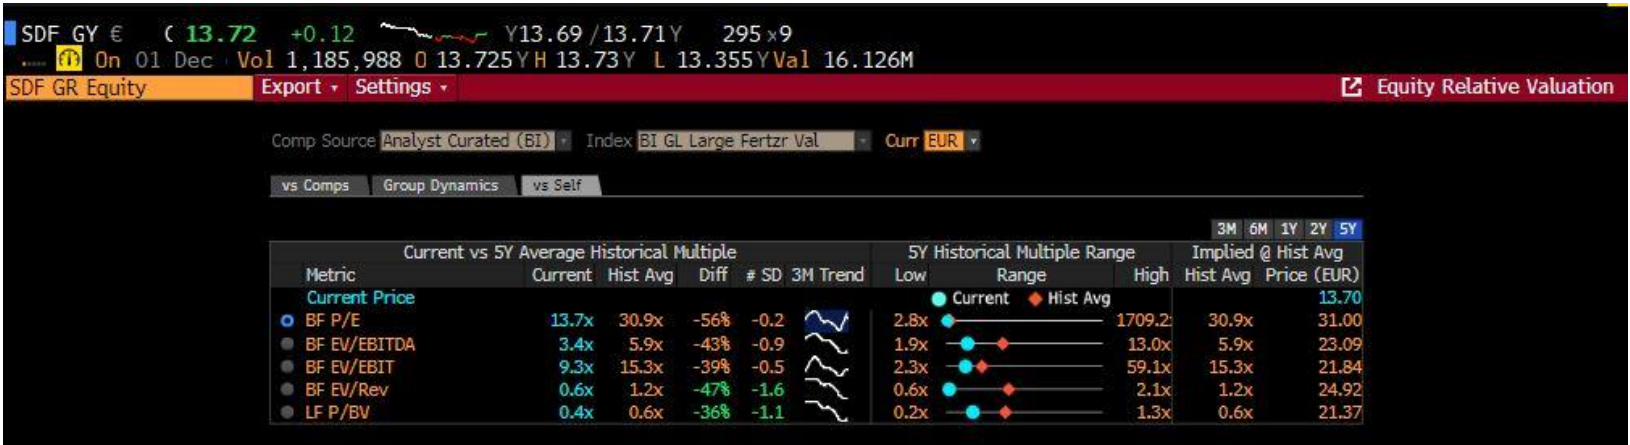 SDF GY € C 13.72 +0.12 Y13.69/13.71Y 295×9
On 01 Dec Vol 1,185,988 O 13.725Y H 13.73Y L 13.355Y Val 16.126M
SDF GR Equity Export Settings Equity Relative Valuation
Comp Source Analyst Curated (BI) Index BI GL Large Fertzr Val Curr EUR
vs Comps Group Dynamics vs Self
3M 6M 1Y 2Y 5Y
Current vs 5Y Average Historical Multiple 5Y Historical Multiple Range Implied @ Hist Avg
Metric Current Hist Avg Diff # SD 3M Trend Low Range High Hist Avg Price (EUR)
Current Price Current Hist Avg 13.70
BF P/E 13.7x 30.9x -56% -0.2 2.8x 1709.2 30.9x 31.00
BF EV/EBITDA 3.4x 5.9x -43% -0.9 1.9x 13.0x 5.9x 23.09
BF EV/EBIT 9.3x 15.3x -39% -0.5 2.3x 59.1x 15.3x 21.84
BF EV/Rev 0.6x 1.2x -47% -1.6 0.6x 2.1x 1.2x 24.92
LF P/BV 0.4x 0.6x -36% -1.1 0.2x 1.3x 0.6x 21.37